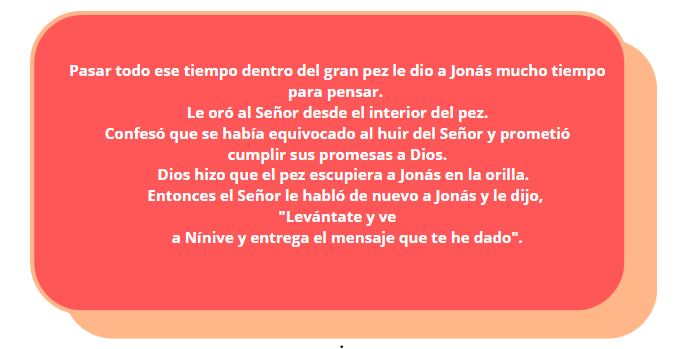 Pasar todo ese tiempo dentro del gran pez le dio a Jonás mucho tiempo
para pensar.
Le oró al Señor desde el interior del pez.
Confesó que se había equivocado al huir del Señor y prometió
cumplir sus promesas a Dios.
Dios hizo que el pez escupiera a Jonás en la orilla.
Entonces el Señor le habló de nuevo a Jonás y le dijo,
"Levántate y ve
a Nínive y entrega el mensaje que te he dado".
.